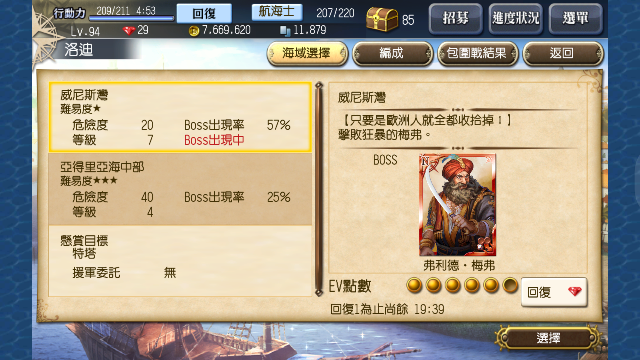 行動力 209/211 4:53 回復 航海士 207/220 85 招募 進度狀況 選單
Lv.94 29 7.669.620 11.879
洛迪 海域選擇 編成 包圍戰結果 返回
威尼斯灣
難易度★
危險度 20 Boss出現率 57%
等級 7 Boss出現中
亞得里亞海中部
難易度★★★
危險度 40 Boss出現率 25%
等級 4
懸賞目標
特塔
援軍委託 無
威尼斯灣
【只要是歐洲人就全都收拾掉！】
擊敗狂暴的梅弗。
BOSS
弗利德・梅弗
EV點數 回復
回復1為止尚餘 19:39
選擇